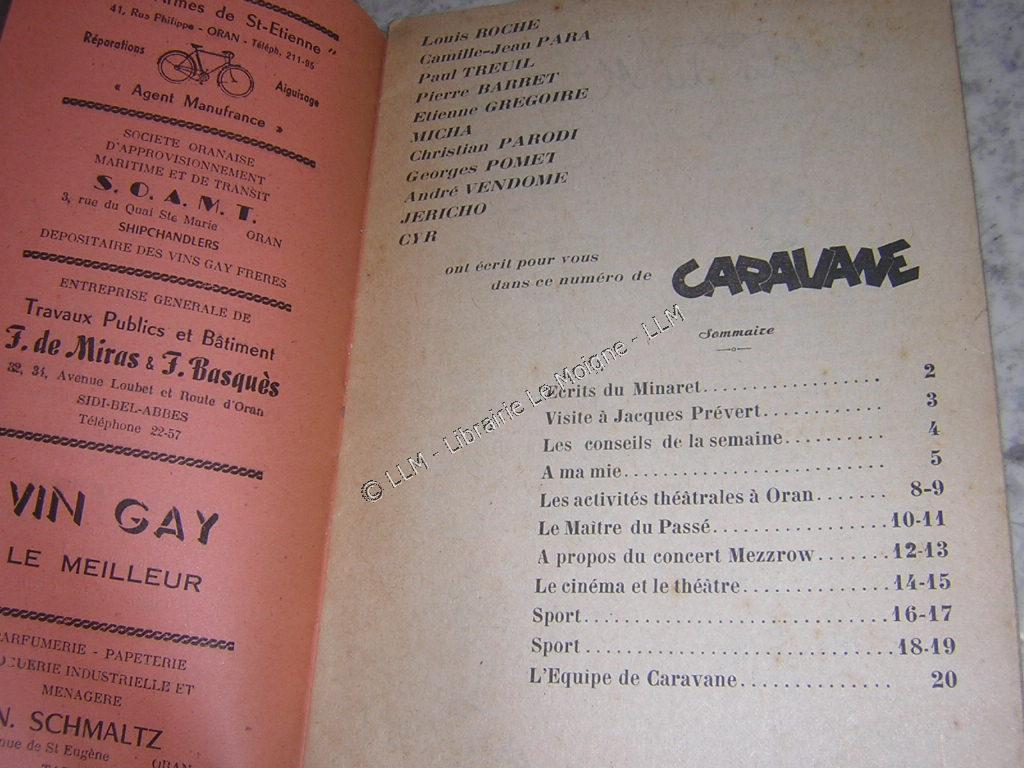 Armes de St-Etienne "
41, Rue Philippe - ORAN - Téléph. 211-95
Réparations
Aiguisage
« Agent Manufrance »
SOCIETE ORANAISE
D'APPROVISIONNEMENT
MARITIME ET DE TRANSIT
S. O. A. M. T.
3, rue du Quai Ste Marie ORAN
SHIPCHANDLERS
DEPOSITAIRE DES VINS GAY FRERES
ENTREPRISE GENERALE DE
Travaux Publics et Bâtiment
F. de Miras & F. Basquès
32, 34, Avenue Loubet et Route d'Oran
SIDI-BEL-ABBES
Téléphone 22-57
VIN GAY
LE MEILLEUR
PARFUMERIE - PAPETERIE
INDUSTRIELLE ET
MENAGERE
N. SCHMALTZ
de St Eugène ORAN
Louis ROCHE
Camille-Jean PARA
Paul TREUIL
Pierre BARRET
Etienne GREGOIRE
MICHA
Christian PARODI
Georges POMET
André VENDOME
JERICHO
CYR
ont écrit pour vous
dans ce numéro de CARAVANE
Sommaire
Ecrits du Minaret.................. 2
Visite à Jacques Prévert............ 3
Les conseils de la semaine.......... 4
A ma mie.......................... 5
Les activités théâtrales à Oran....... 8-9
Le Maître du Passé.................10-11
A propos du concert Mezzrow.......12-13
Le cinéma et le théâtre...............14-15
Sport..............................16-17
Sport..............................18-19
L'Equipe de Caravane............... 20
© LLM - Librairie Le Moigne - LLM